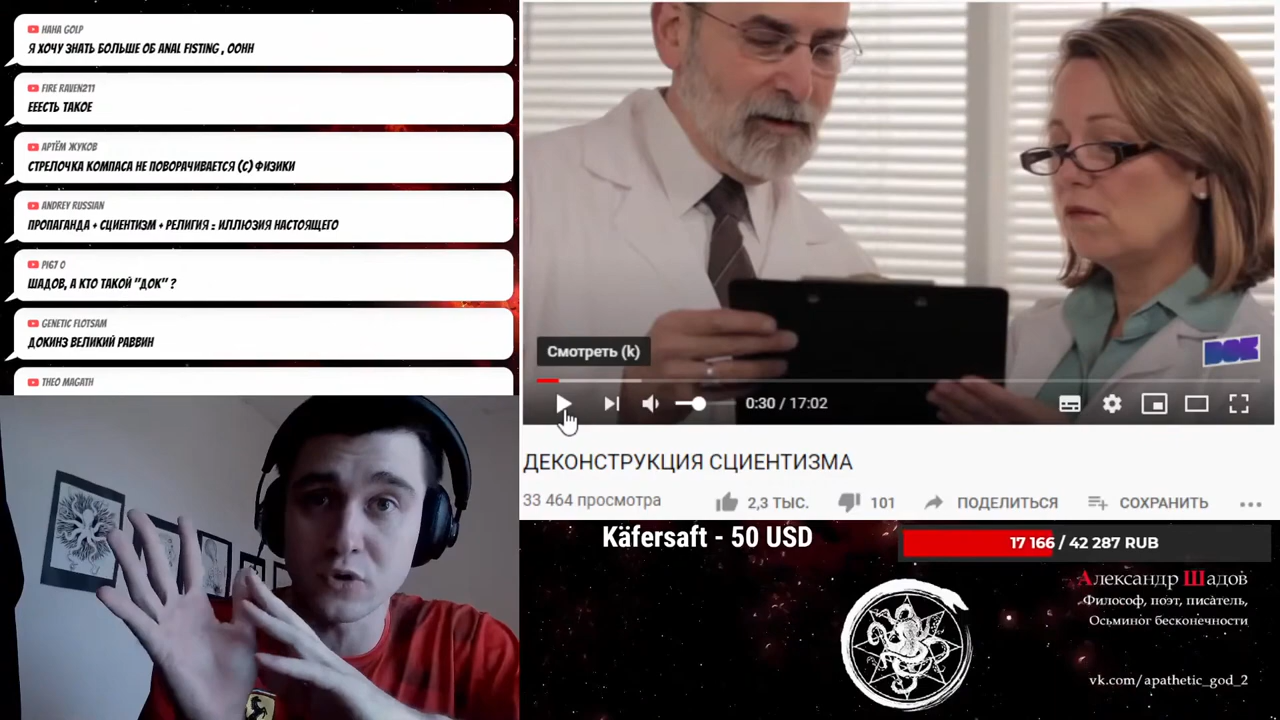 НАНА GOLP
Я ХОЧУ ЗНАТЬ БОЛЬШЕ ОБ ANAL FISTING , ООНН
FIRE RAVEN211
ЕЕЕСТЬ ТАКОЕ
АРТЁМ ЖУКОВ
СТРЕЛОЧКА КОМПАСА НЕ ПОВОРАЧИВАЕТСЯ (С) ФИЗИКИ
ANDREY RUSSIAN
ПРОПАГАНДА + СЦИЕНТИЗМ + РЕЛИГИЯ = ИЛЛЮЗИЯ НАСТОЯЩЕГО
PI67 O
ШАДОВ, А КТО ТАКОЙ "ДОК" ?
GENETIC FLOTSAM
ДОКИНЗ ВЕЛИКИЙ РАВВИН
THEO MAGATH
DOK
Смотреть (k)
0:30 / 17:02
ДЕКОНСТРУКЦИЯ СЦИЕНТИЗМА
33 464 просмотра
2,3 ТЫС.
101
ПОДЕЛИТЬСЯ
СОХРАНИТЬ
Käfersaft - 50 USD
17 166 / 42 287 RUB
Александр Шадов
Философ, поэт, писатель,
Осьминог бесконечности
vk.com/apathetic_god_2